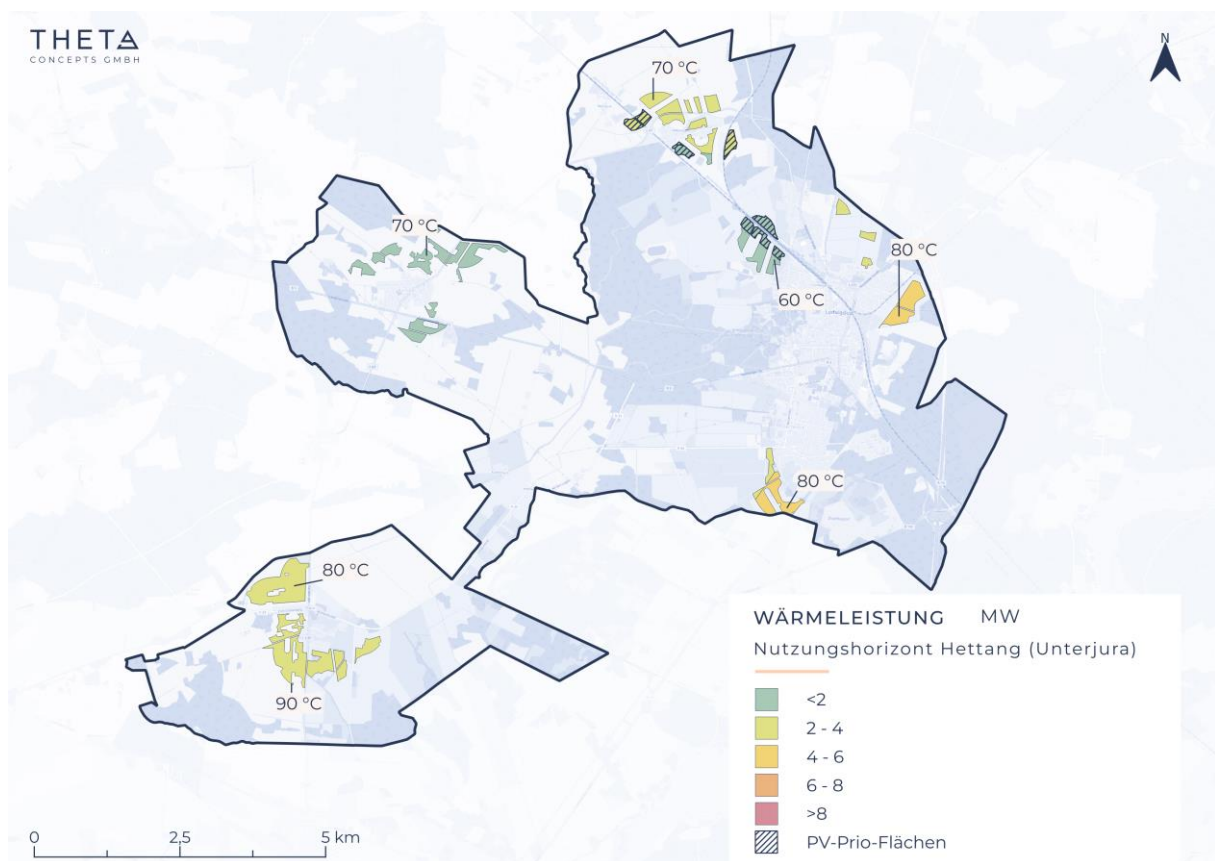 THETA
CONCEPTS GMBH
N
70 °C
70 °C
80 °C
60 °C
80 °C
80 °C
90 °C
WÄRMELEISTUNG MW
Nutzungshorizont Hettang (Unterjura)
<2
2 - 4
4 - 6
6 - 8
>8
PV-Prio-Flächen
0 2,5 5 km